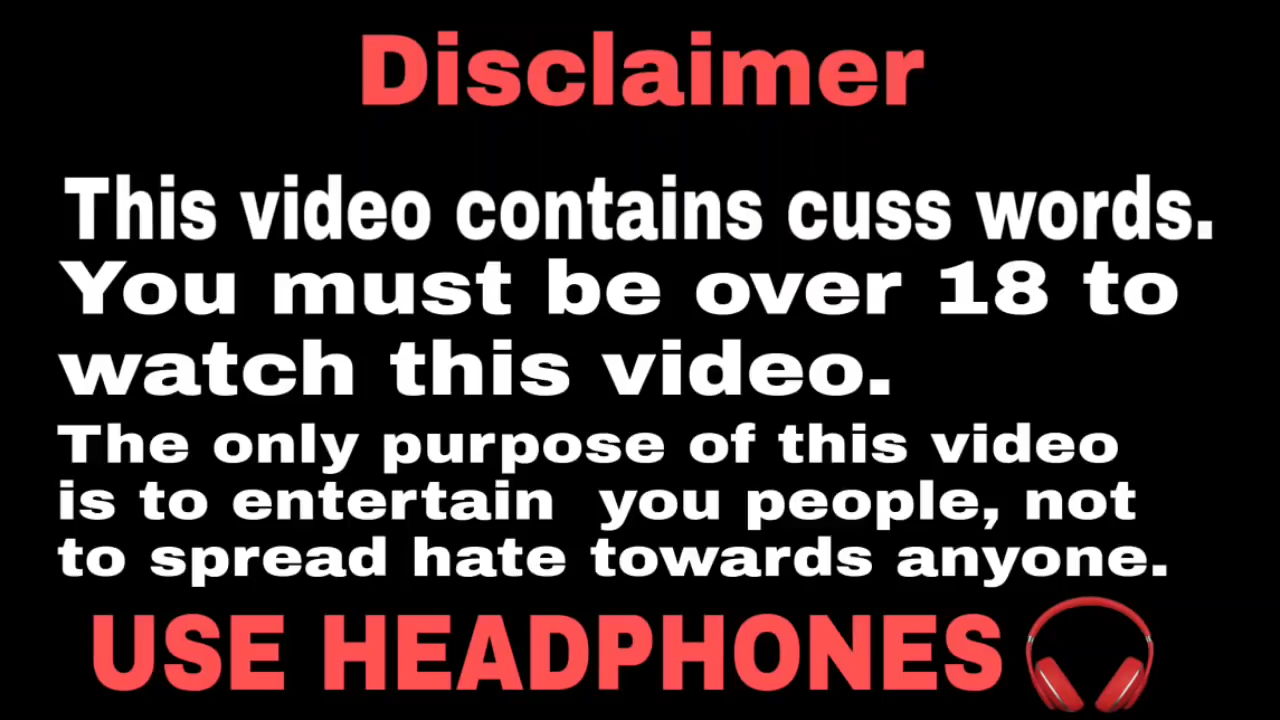 Disclaimer
This video contains cuss words.
You must be over 18 to
watch this video.
The only purpose of this video
is to entertain you people, not
to spread hate towards anyone.
USE HEADPHONES